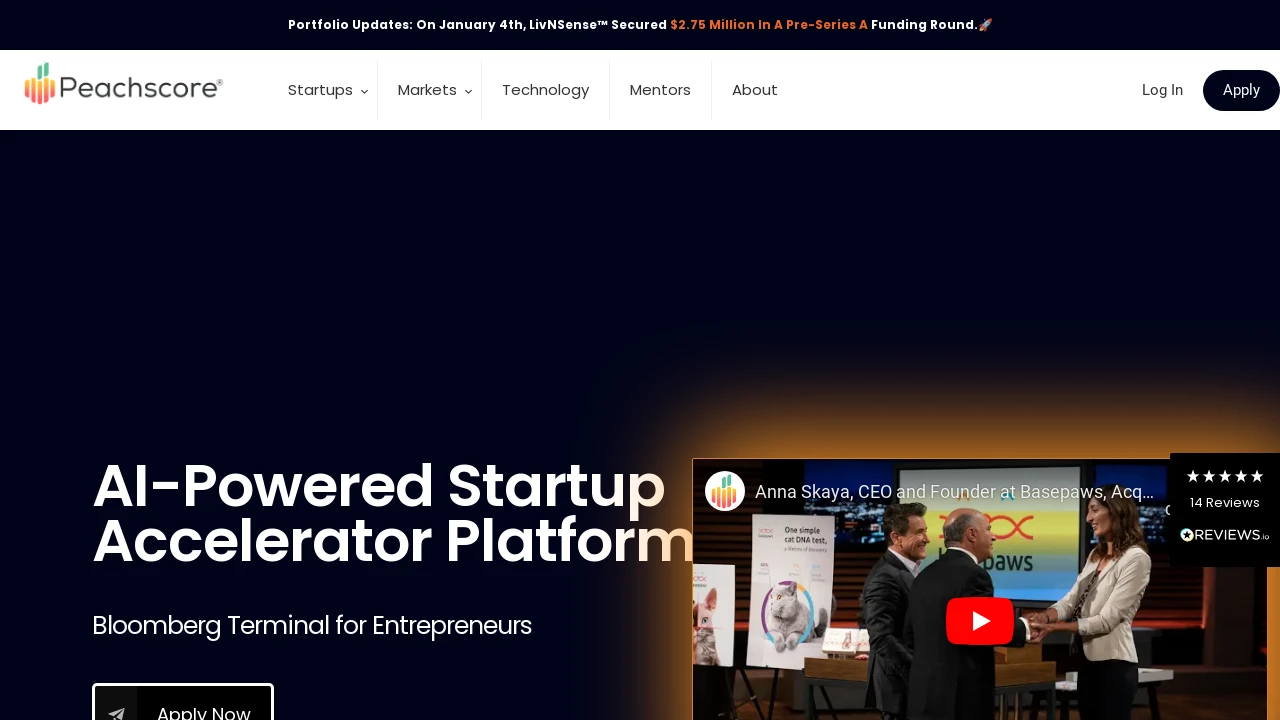 Portfolio Updates: On January 4th, LivNSense™ Secured $2.75 Million In A Pre-Series A Funding Round.🚀
Peachscore®
Startups
Markets
Technology
Mentors
About
Log In
Apply
AI-Powered Startup
Accelerator Platform
Bloomberg Terminal for Entrepreneurs
Apply Now
Anna Skaya, CEO and Founder at Basepaws, Acq...
One simple
cat DNA test,
14 Reviews
REVIEWS.io